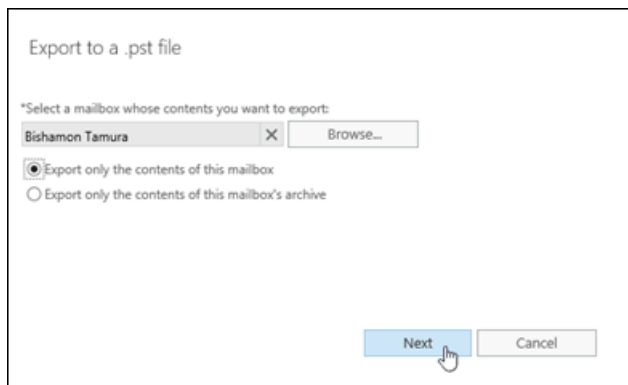 Export to a .pst file
*Select a mailbox whose contents you want to export:
Bishamon Tamura X Browse...
Export only the contents of this mailbox
Export only the contents of this mailbox's archive
Next Cancel